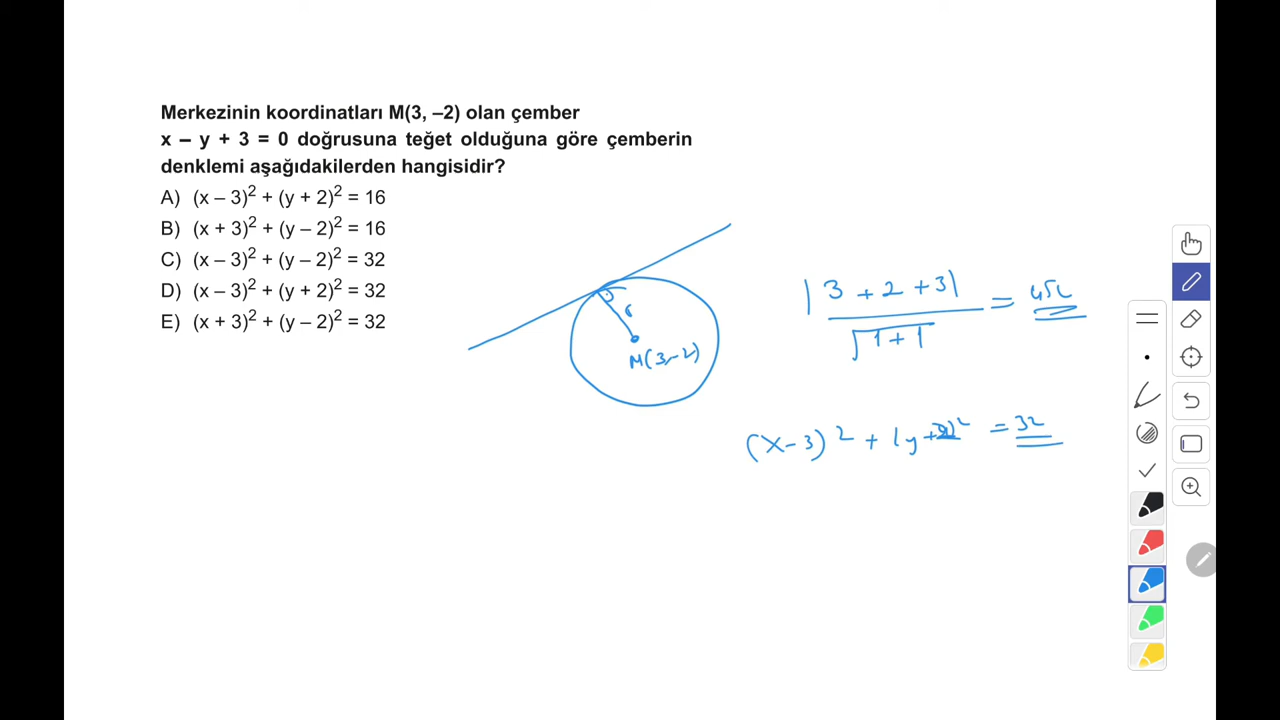 Merkezinin koordinatları M(3, –2) olan çember
x – y + 3 = 0 doğrusuna teğet olduğuna göre çemberin
denklemi aşağıdakilerden hangisidir?
A) (x – 3)² + (y + 2)² = 16
B) (x + 3)² + (y – 2)² = 16
C) (x – 3)² + (y – 2)² = 32
D) (x – 3)² + (y + 2)² = 32
E) (x + 3)² + (y – 2)² = 32
r
M(3,-2)
|3 + 2 + 3|
= 4√2
√1+1
(x-3)² + (y+2)² = 32